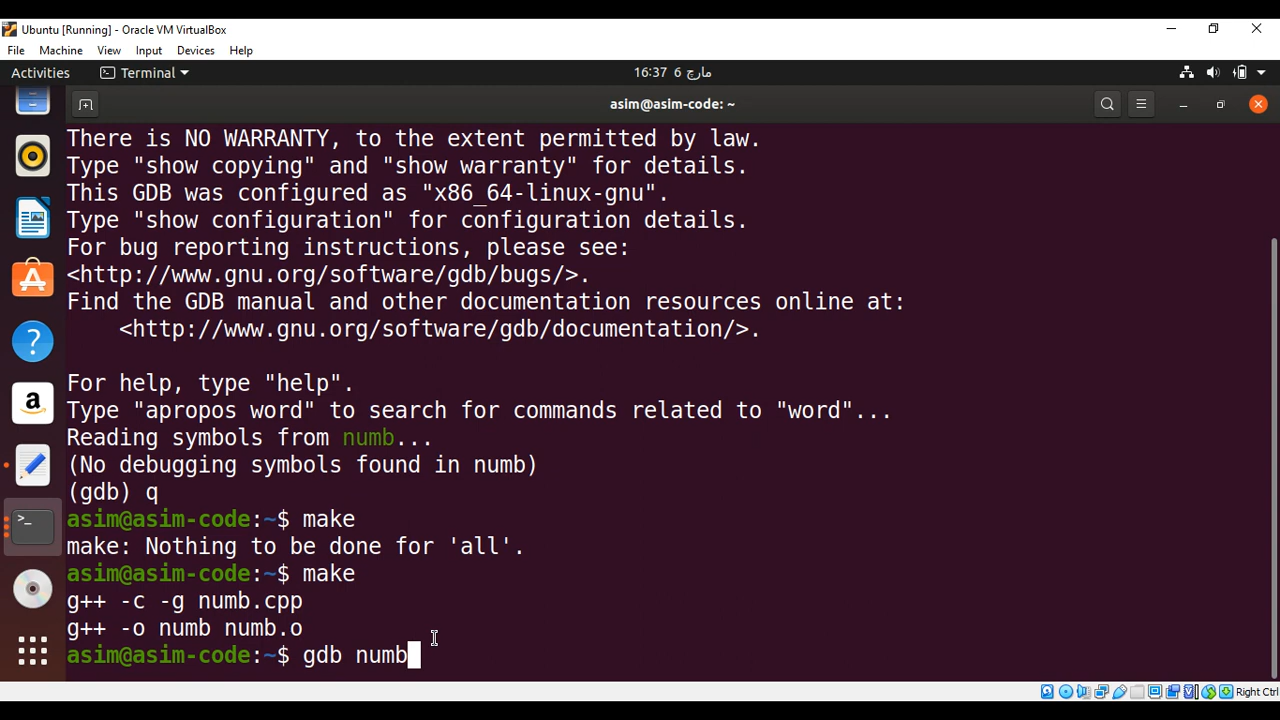 Ubuntu [Running] - Oracle VM VirtualBox
File Machine View Input Devices Help
Activities Terminal 16:37 6 مارچ
asim@asim-code: ~
There is NO WARRANTY, to the extent permitted by law.
Type "show copying" and "show warranty" for details.
This GDB was configured as "x86_64-linux-gnu".
Type "show configuration" for configuration details.
For bug reporting instructions, please see:
<http://www.gnu.org/software/gdb/bugs/>.
Find the GDB manual and other documentation resources online at:
<http://www.gnu.org/software/gdb/documentation/>.
For help, type "help".
Type "apropos word" to search for commands related to "word"...
Reading symbols from numb...
(No debugging symbols found in numb)
(gdb) q
asim@asim-code:~$ make
make: Nothing to be done for 'all'.
asim@asim-code:~$ make
g++ -c -g numb.cpp
g++ -o numb numb.o
asim@asim-code:~$ gdb numb
Right Ctrl